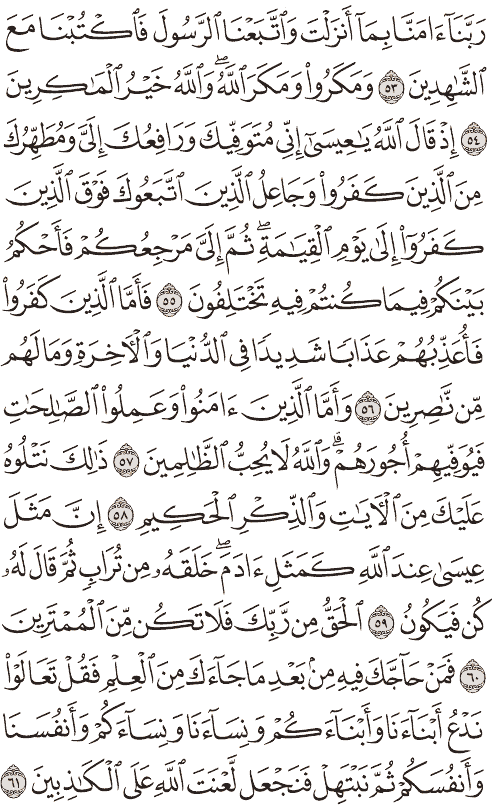 رَبَّنَآ ءَامَنَّا بِمَآ أَنزَلْتَ وَٱتَّبَعْنَا ٱلرَّسُولَ فَٱكْتُبْنَا مَعَ
ٱلشَّٰهِدِينَ ٥٣ وَمَكَرُوا۟ وَمَكَرَ ٱللَّهُۖ وَٱللَّهُ خَيْرُ ٱلْمَٰكِرِينَ
٥٤ إِذْ قَالَ ٱللَّهُ يَٰعِيسَىٰٓ إِنِّى مُتَوَفِّيكَ وَرَافِعُكَ إِلَىَّ وَمُطَهِّرُكَ
مِنَ ٱلَّذِينَ كَفَرُوا۟ وَجَاعِلُ ٱلَّذِينَ ٱتَّبَعُوكَ فَوْقَ ٱلَّذِينَ
كَفَرُوٓا۟ إِلَىٰ يَوْمِ ٱلْقِيَٰمَةِۖ ثُمَّ إِلَىَّ مَرْجِعُكُمْ فَأَحْكُمُ
بَيْنَكُمْ فِيمَا كُنتُمْ فِيهِ تَخْتَلِفُونَ ٥٥ فَأَمَّا ٱلَّذِينَ كَفَرُوا۟
فَأُعَذِّبُهُمْ عَذَابًا شَدِيدًا فِى ٱلدُّنْيَا وَٱلْءَاخِرَةِ وَمَا لَهُم
مِّن نَّٰصِرِينَ ٥٦ وَأَمَّا ٱلَّذِينَ ءَامَنُوا۟ وَعَمِلُوا۟ ٱلصَّٰلِحَٰتِ
فَيُوَفِّيهِمْ أُجُورَهُمْۗ وَٱللَّهُ لَا يُحِبُّ ٱلظَّٰلِمِينَ ٥٧ ذَٰلِكَ نَتْلُوهُ
عَلَيْكَ مِنَ ٱلْءَايَٰتِ وَٱلذِّكْرِ ٱلْحَكِيمِ ٥٨ إِنَّ مَثَلَ
عِيسَىٰ عِندَ ٱللَّهِ كَمَثَلِ ءَادَمَۖ خَلَقَهُۥ مِن تُرَابٍ ثُمَّ قَالَ لَهُۥ
كُن فَيَكُونُ ٥٩ ٱلْحَقُّ مِن رَّبِّكَ فَلَا تَكُن مِّنَ ٱلْمُمْتَرِينَ
٦٠ فَمَنْ حَآجَّكَ فِيهِ مِنۢ بَعْدِ مَا جَآءَكَ مِنَ ٱلْعِلْمِ فَقُلْ تَعَالَوْا۟
نَدْعُ أَبْنَآءَنَا وَأَبْنَآءَكُمْ وَنِسَآءَنَا وَنِسَآءَكُمْ وَأَنفُسَنَا
وَأَنفُسَكُمْ ثُمَّ نَبْتَهِلْ فَنَجْعَل لَّعْنَتَ ٱللَّهِ عَلَى ٱلْكَٰذِبِينَ ٦١